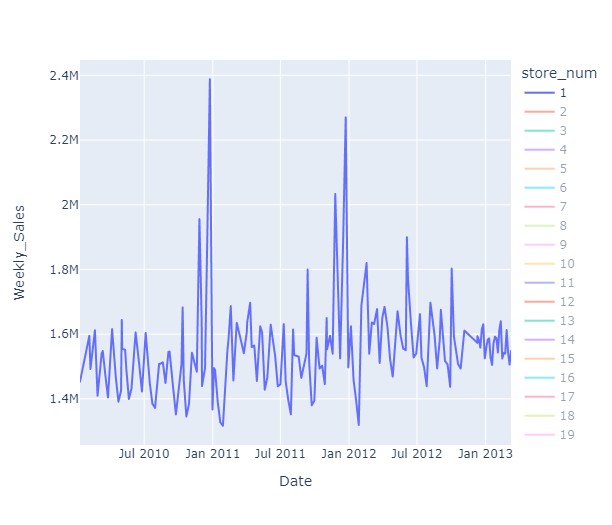 2.4M
2.2M
2M
1.8M
1.6M
1.4M
Weekly_Sales
Jul 2010
Jan 2011
Jul 2011
Jan 2012
Jul 2012
Jan 2013
Date
store_num
1
2
3
4
5
6
7
8
9
10
11
12
13
14
15
16
17
18
19